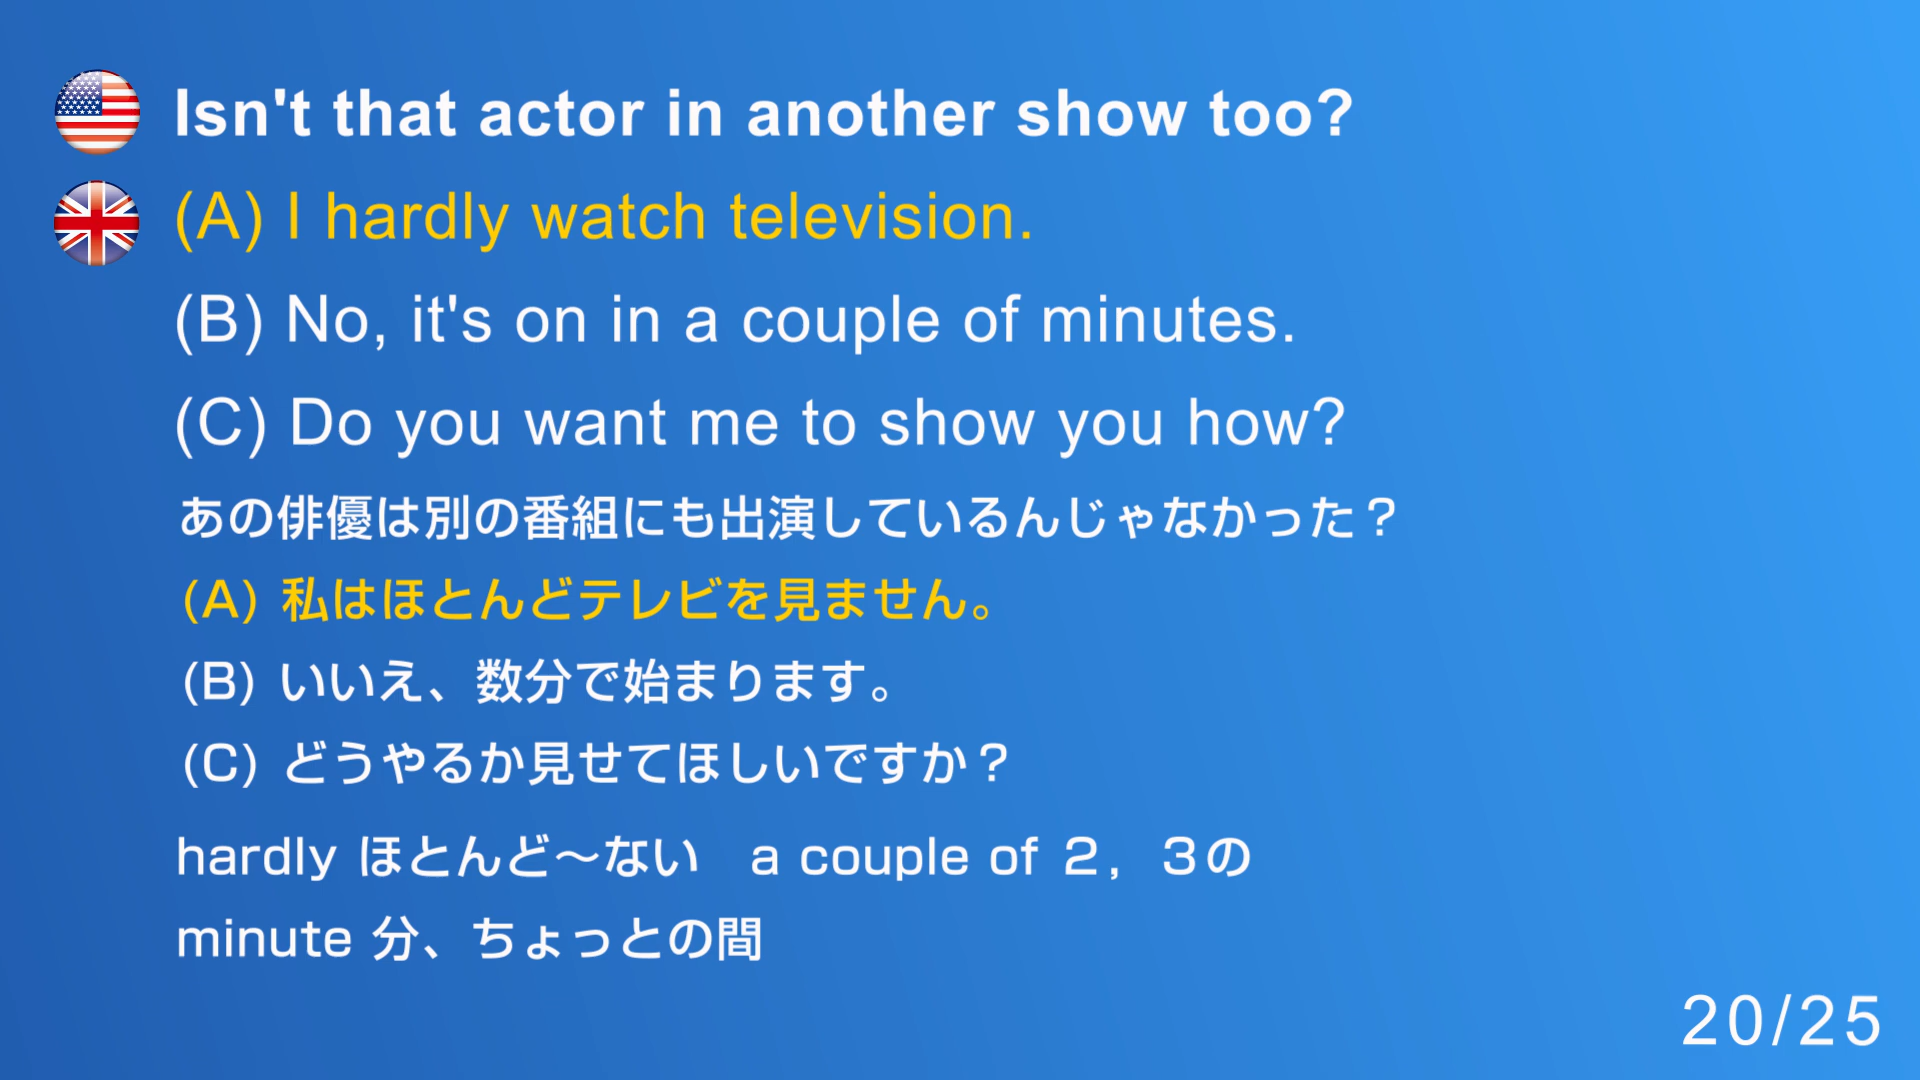 Isn't that actor in another show too?
(A) I hardly watch television.
(B) No, it's on in a couple of minutes.
(C) Do you want me to show you how?
あの俳優は別の番組にも出演しているんじゃなかった？
(A) 私はほとんどテレビを見ません。
(B) いいえ、数分で始まります。
(C) どうやるか見せてほしいですか？
hardly ほとんど～ない　a couple of ２，３の
minute 分、ちょっとの間
20/25